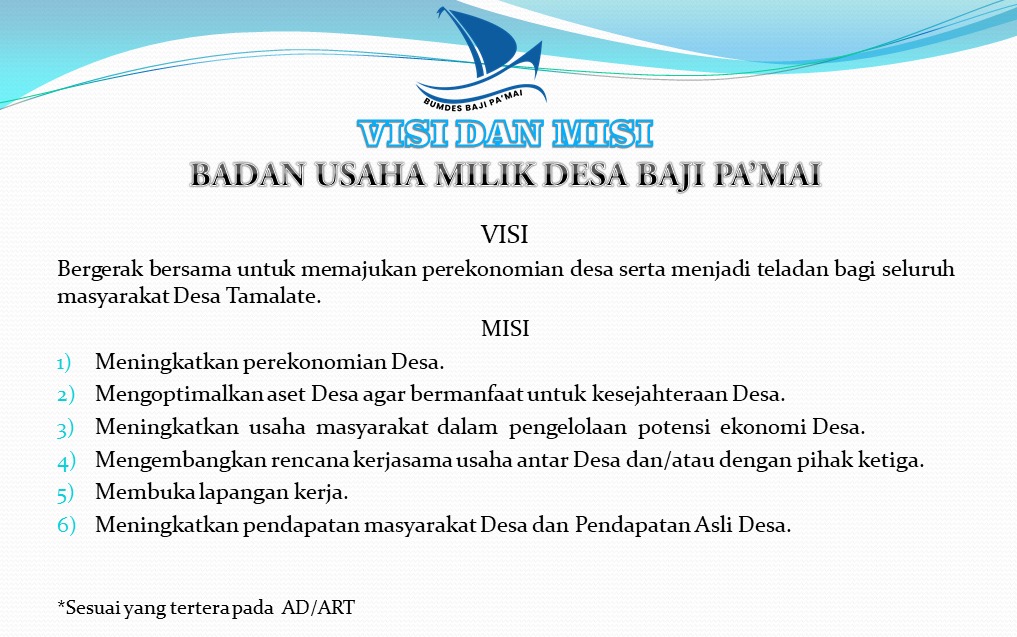 BUMDES BAJI PA'MAI
VISI DAN MISI
BADAN USAHA MILIK DESA BAJI PA'MAI
VISI
Bergerak bersama untuk memajukan perekonomian desa serta menjadi teladan bagi seluruh
masyarakat Desa Tamalate.
MISI
1) Meningkatkan perekonomian Desa.
2) Mengoptimalkan aset Desa agar bermanfaat untuk kesejahteraan Desa.
3) Meningkatkan usaha masyarakat dalam pengelolaan potensi ekonomi Desa.
4) Mengembangkan rencana kerjasama usaha antar Desa dan/atau dengan pihak ketiga.
5) Membuka lapangan kerja.
6) Meningkatkan pendapatan masyarakat Desa dan Pendapatan Asli Desa.
*Sesuai yang tertera pada AD/ART